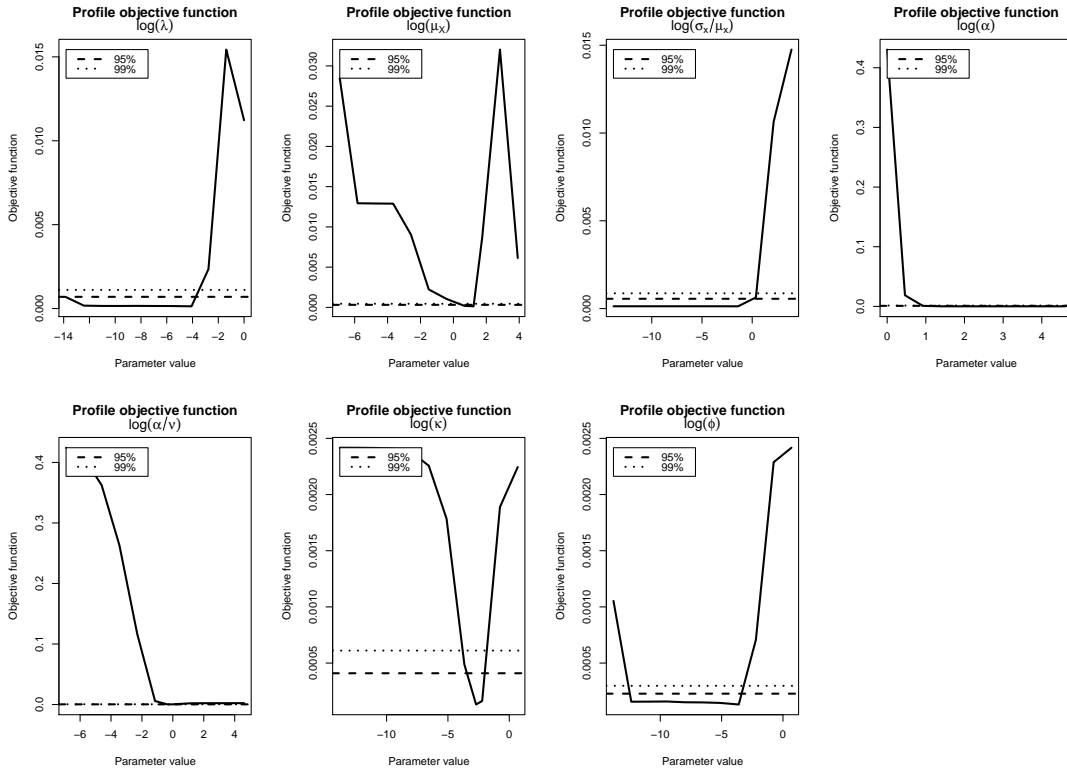 Profile objective function
log(λ)
95%
99%
Objective function
0.000
0.005
0.010
0.015
−14
−10
−8
−6
−4
−2
0
Parameter value
Profile objective function
log(μX)
95%
99%
Objective function
0.000
0.005
0.010
0.015
0.020
0.025
0.030
−6
−4
−2
0
2
4
Parameter value
Profile objective function
log(σx/μx)
95%
99%
Objective function
0.000
0.005
0.010
0.015
−10
−5
0
Parameter value
Profile objective function
log(α)
95%
99%
Objective function
0.0
0.1
0.2
0.3
0.4
0
1
2
3
4
Parameter value
Profile objective function
log(α/ν)
95%
99%
Objective function
0.0
0.1
0.2
0.3
0.4
−6
−4
−2
0
2
4
Parameter value
Profile objective function
log(κ)
95%
99%
Objective function
0.0005
0.0010
0.0015
0.0020
0.0025
−10
−5
0
Parameter value
Profile objective function
log(φ)
95%
99%
Objective function
0.0005
0.0010
0.0015
0.0020
0.0025
−10
−5
0
Parameter value